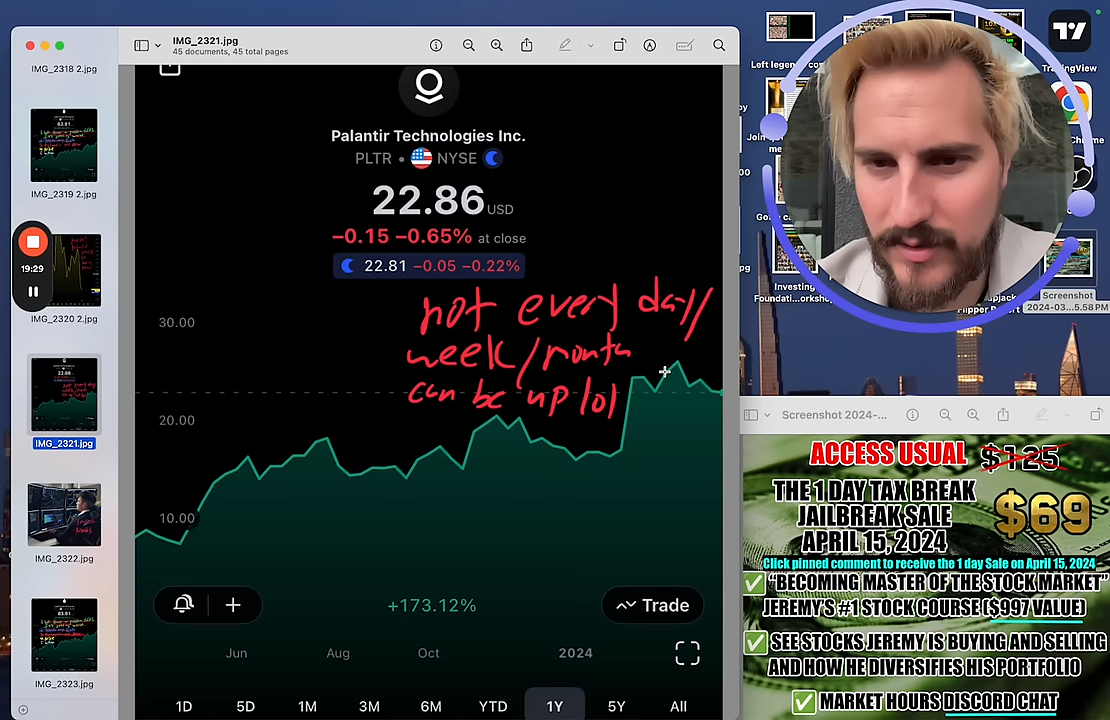 IMG_2321.jpg
45 documents, 45 total pages
IMG_2318 2.jpg
IMG_2319 2.jpg
19:29
IMG_2320 2.jpg
IMG_2321.jpg
IMG_2322.jpg
IMG_2323.jpg
Palantir Technologies Inc.
PLTR • NYSE
22.86 USD
−0.15 −0.65% at close
22.81 −0.05 −0.22%
not every day/
week/month
can be up lol
30.00
20.00
10.00
+173.12%
Trade
Jun Aug Oct 2024
1D 5D 1M 3M 6M YTD 1Y 5Y All
TradingView
Investing
Screenshot
2024-03...5.58 PM
Screenshot 2024-...
ACCESS USUAL $125
THE 1 DAY TAX BREAK
JAILBREAK SALE
APRIL 15, 2024
$69
Click pinned comment to receive the 1 day Sale on April 15, 2024
✅ "BECOMING MASTER OF THE STOCK MARKET"
JEREMY'S #1 STOCK COURSE ($997 VALUE)
✅ SEE STOCKS JEREMY IS BUYING AND SELLING
AND HOW HE DIVERSIFIES HIS PORTFOLIO
✅ MARKET HOURS DISCORD CHAT